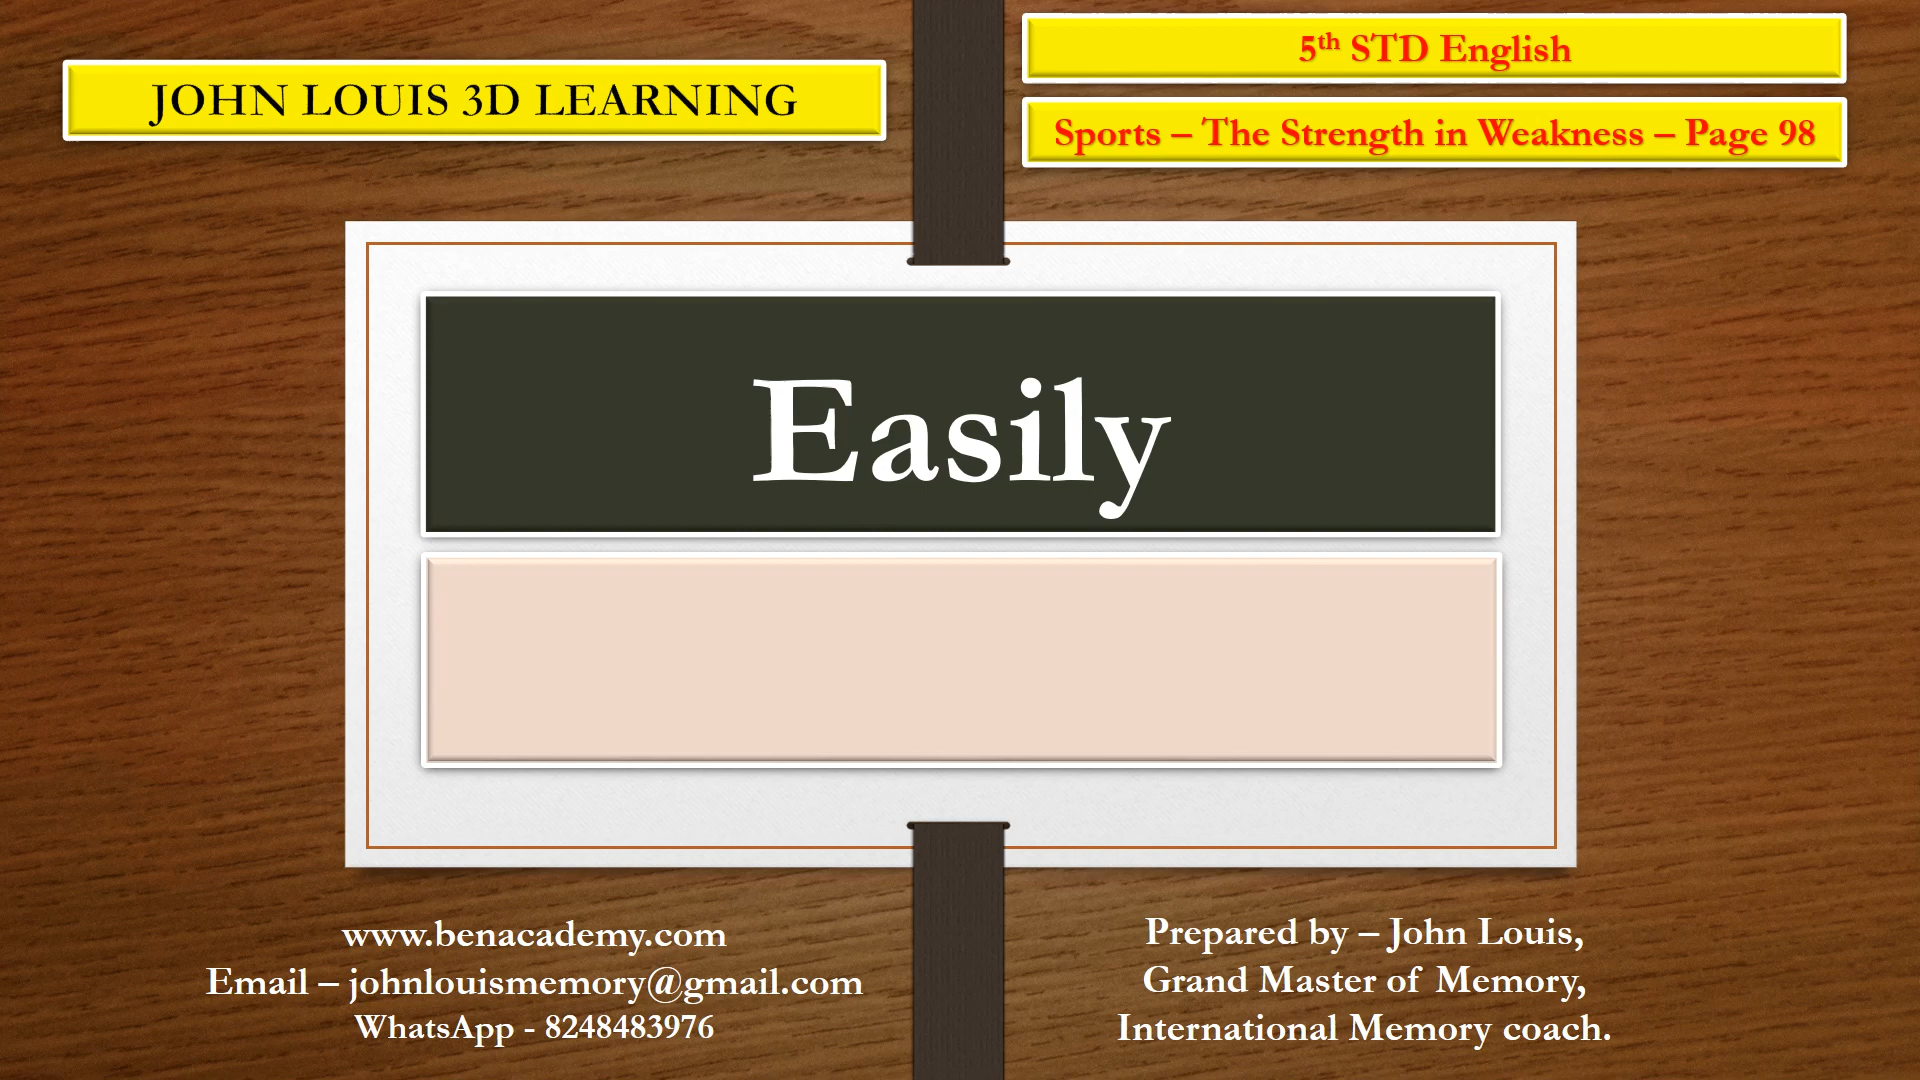 JOHN LOUIS 3D LEARNING
5th STD English
Sports – The Strength in Weakness – Page 98
Easily
www.benacademy.com
Email – johnlouismemory@gmail.com
WhatsApp - 8248483976
Prepared by – John Louis,
Grand Master of Memory,
International Memory coach.